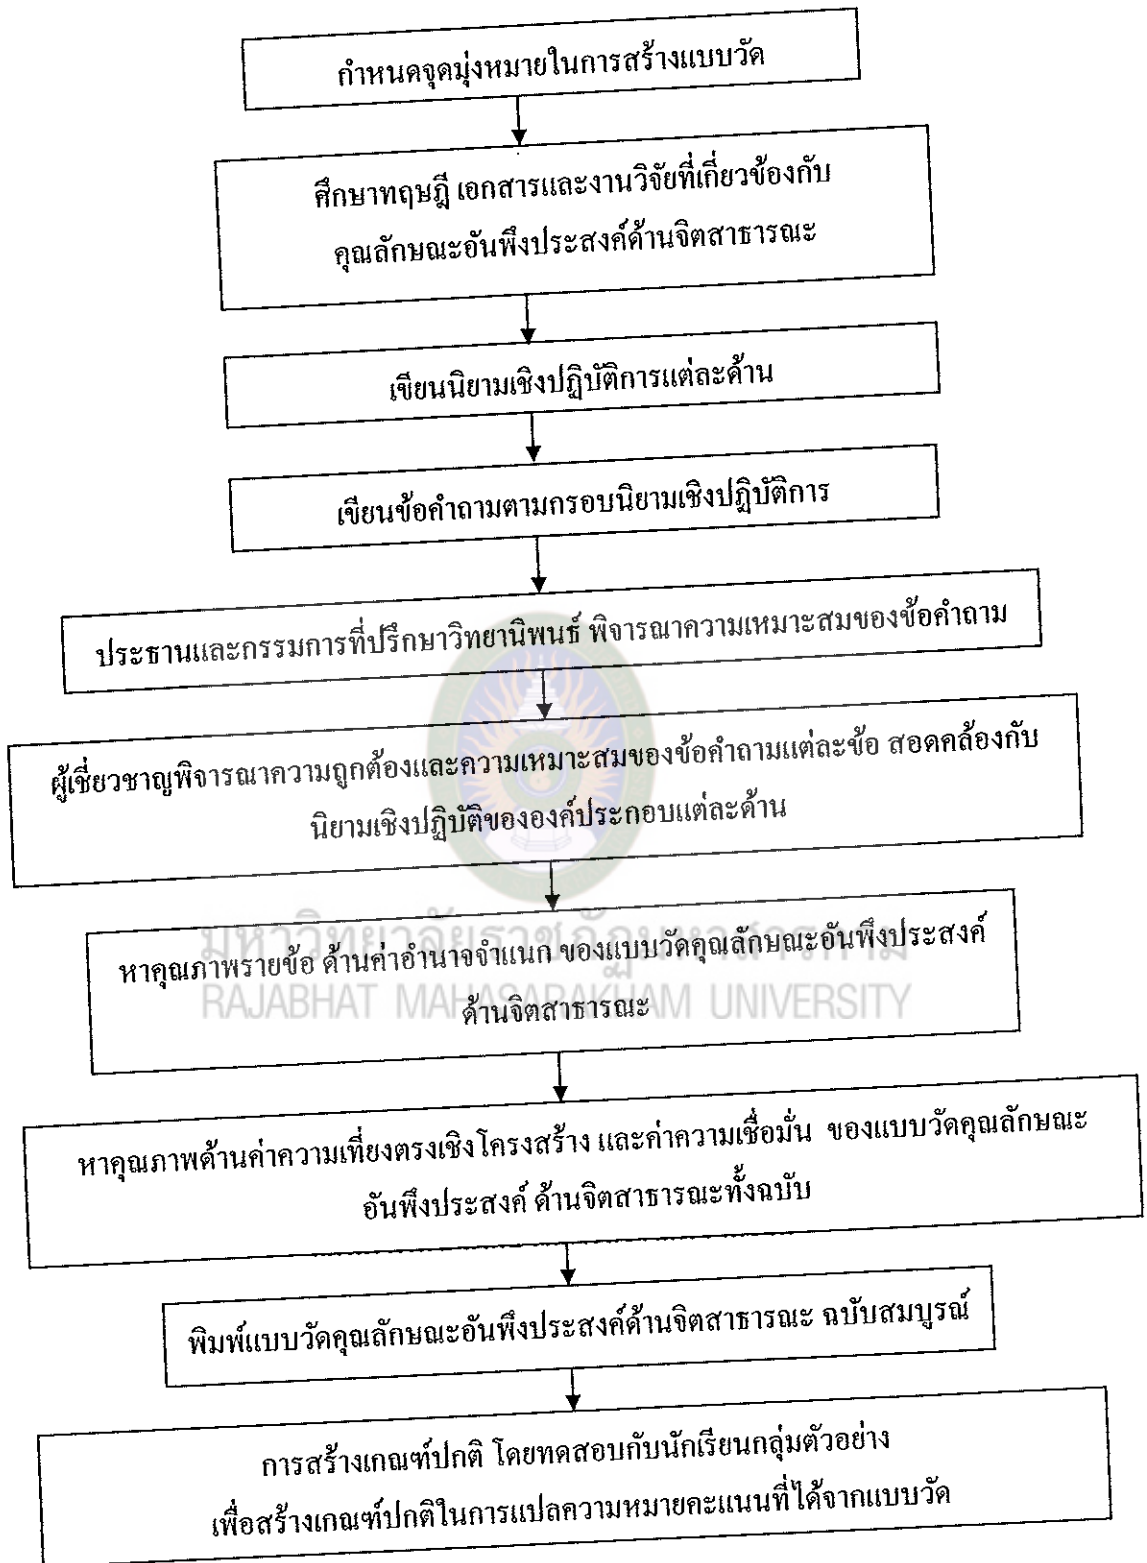 กำหนดจุดมุ่งหมายในการสร้างแบบวัด
ศึกษาทฤษฎี เอกสารและงานวิจัยที่เกี่ยวข้องกับ
คุณลักษณะอันพึงประสงค์ด้านจิตสาธารณะ
เขียนนิยามเชิงปฏิบัติการแต่ละด้าน
เขียนข้อคำถามตามกรอบนิยามเชิงปฏิบัติการ
ประธานและกรรมการที่ปรึกษาวิทยานิพนธ์ พิจารณาความเหมาะสมของข้อคำถาม
ผู้เชี่ยวชาญพิจารณาความถูกต้องและความเหมาะสมของข้อคำถามแต่ละข้อ สอดคล้องกับ
นิยามเชิงปฏิบัติขององค์ประกอบแต่ละด้าน
มหาวิทยาลัยราชภัฏมหาสารคาม
หาคุณภาพรายข้อ ด้านค่าอำนาจจำแนก ของแบบวัดคุณลักษณะอันพึงประสงค์
RAJABHAT MAHASARAKHAM UNIVERSITY
ด้านจิตสาธารณะ
หาคุณภาพด้านค่าความเที่ยงตรงเชิงโครงสร้าง และค่าความเชื่อมั่น ของแบบวัดคุณลักษณะ
อันพึงประสงค์ ด้านจิตสาธารณะทั้งฉบับ
พิมพ์แบบวัดคุณลักษณะอันพึงประสงค์ด้านจิตสาธารณะ ฉบับสมบูรณ์
การสร้างเกณฑ์ปกติ โดยทดสอบกับนักเรียนกลุ่มตัวอย่าง
เพื่อสร้างเกณฑ์ปกติในการแปลความหมายคะแนนที่ได้จากแบบวัด